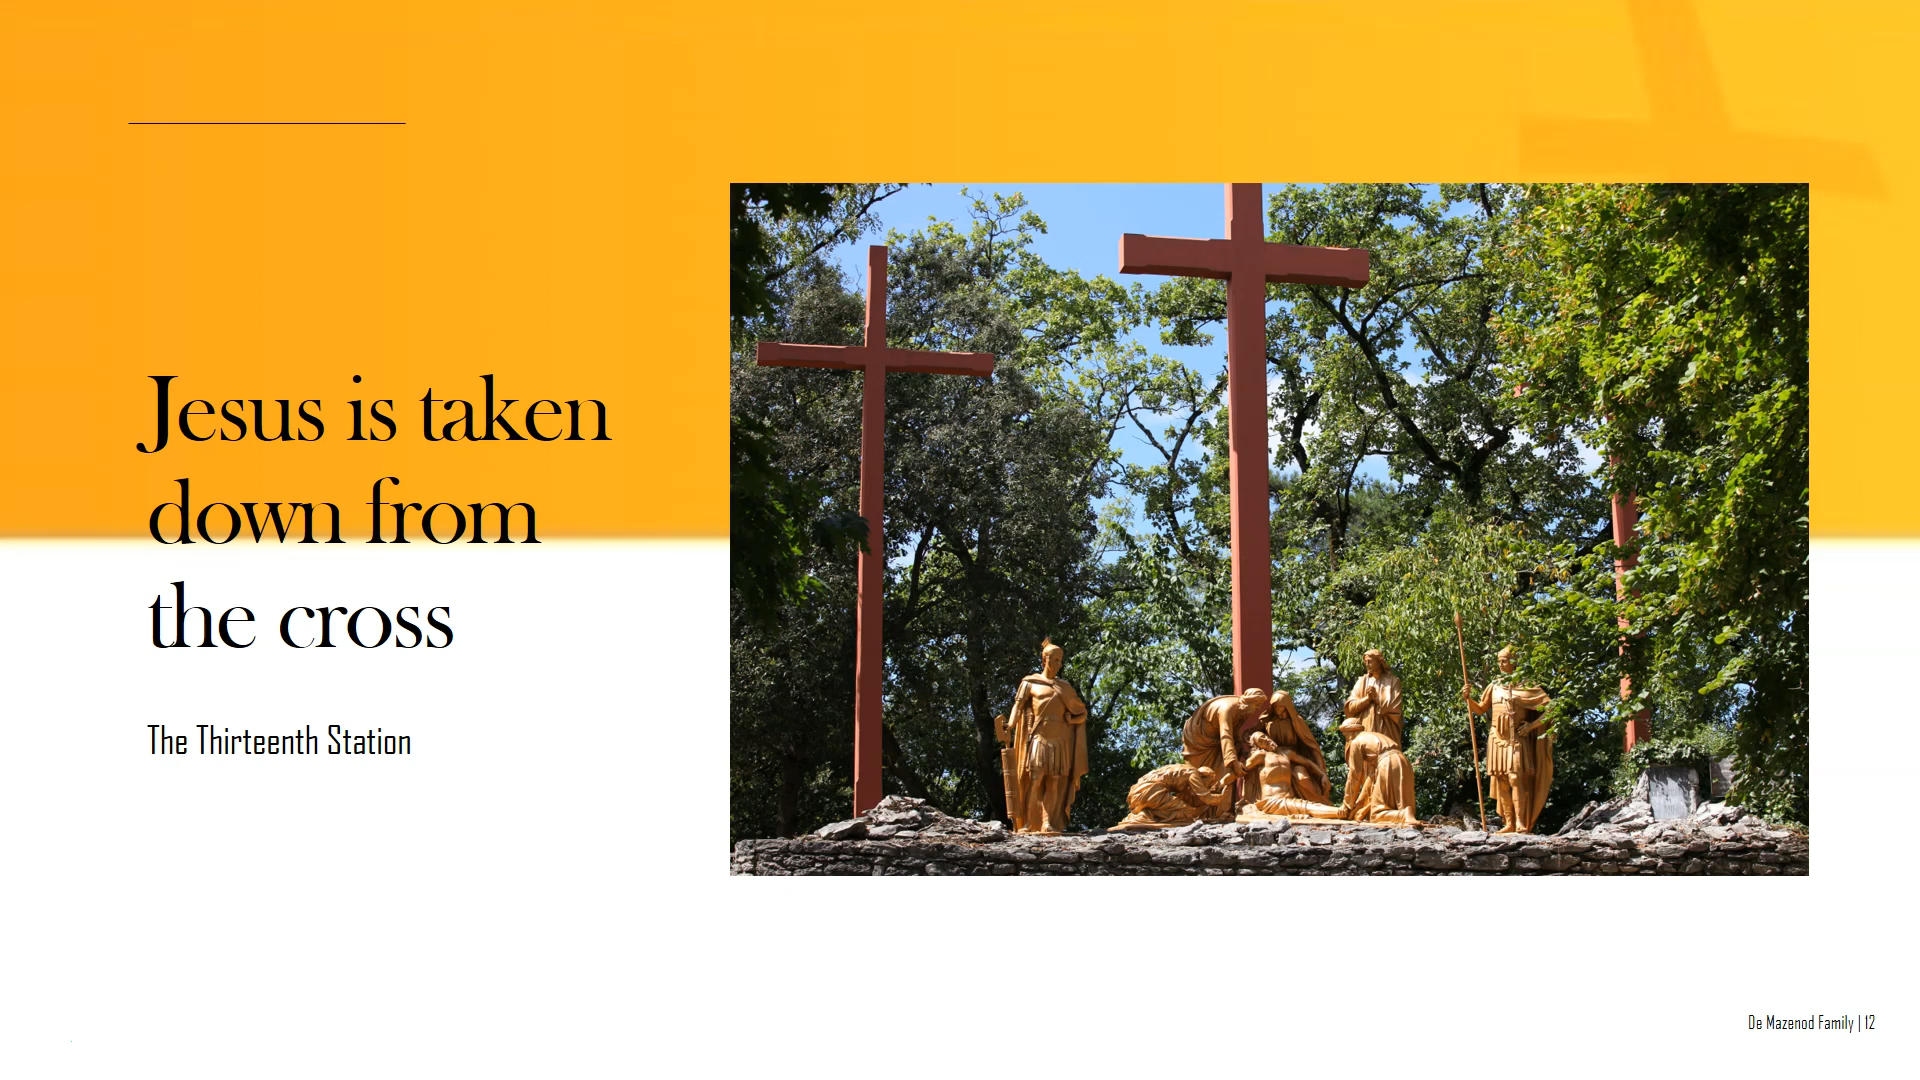 Jesus is taken
down from
the cross
The Thirteenth Station
De Mazenod Family | 12